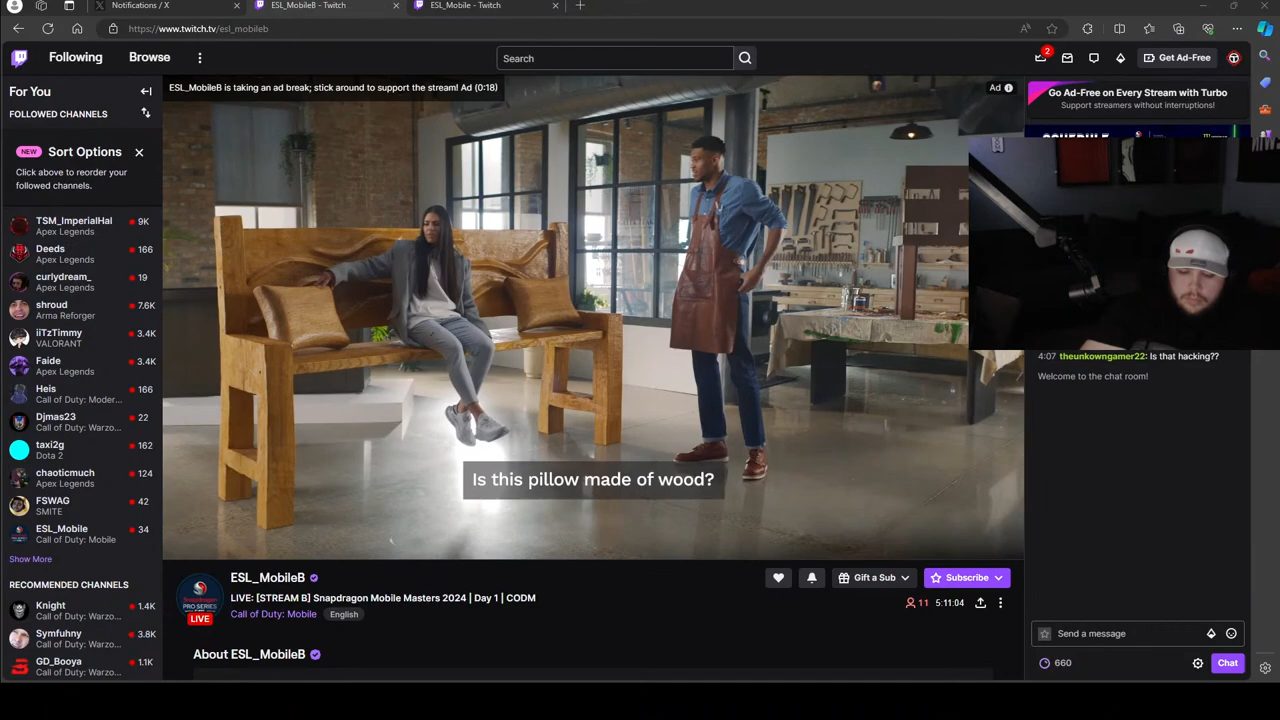 Notifications / X
ESL_MobileB - Twitch
ESL_Mobile - Twitch
https://www.twitch.tv/esl_mobileb
Following
Browse
Search
2
Get Ad-Free
For You
FOLLOWED CHANNELS
NEW
Sort Options
Click above to reorder your
followed channels.
TSM_ImperialHal
9K
Apex Legends
Deeds
166
Apex Legends
curlydream_
19
Apex Legends
shroud
7.6K
Arma Reforger
iiTzTimmy
3.4K
VALORANT
Faide
3.4K
Apex Legends
Heis
166
Call of Duty: Moder...
Djmas23
22
Call of Duty: Warzo...
taxi2g
162
Dota 2
chaoticmuch
124
Apex Legends
FSWAG
42
SMITE
ESL_Mobile
34
Call of Duty: Mobile
Show More
RECOMMENDED CHANNELS
Knight
1.4K
Call of Duty: Warzo...
Symfuhny
3.8K
Call of Duty: Warzo...
GD_Booya
1.1K
Call of Duty: Warzo...
ESL_MobileB is taking an ad break; stick around to support the stream! Ad (0:18)
Ad
Is this pillow made of wood?
Snapdragon
PRO SERIES
LIVE
ESL_MobileB
LIVE: [STREAM B] Snapdragon Mobile Masters 2024 | Day 1 | CODM
Call of Duty: Mobile
English
Gift a Sub
Subscribe
11
5:11:04
About ESL_MobileB
Go Ad-Free on Every Stream with Turbo
Support streamers without interruptions!
SCHEDULE
4:07 theunkowngamer22: Is that hacking??
Welcome to the chat room!
Send a message
660
Chat